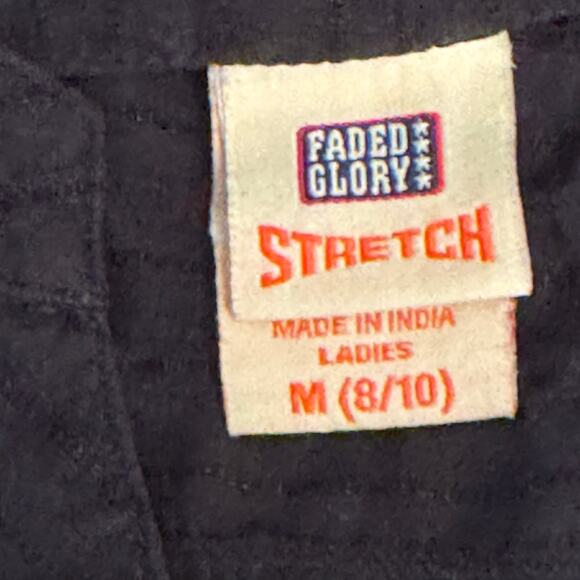 FADED
GLORY
STRETCH
MADE IN INDIA
LADIES
M (8/10)